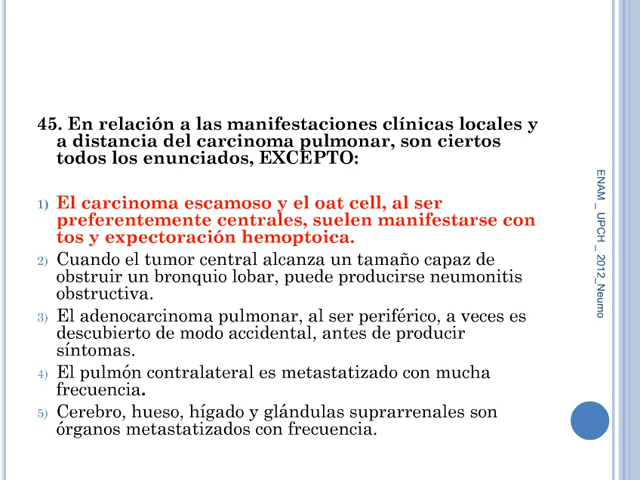 45. En relación a las manifestaciones clínicas locales y
a distancia del carcinoma pulmonar, son ciertos
todos los enunciados, EXCEPTO:
1) El carcinoma escamoso y el oat cell, al ser
preferentemente centrales, suelen manifestarse con
tos y expectoración hemoptoica.
2) Cuando el tumor central alcanza un tamaño capaz de
obstruir un bronquio lobar, puede producirse neumonitis
obstructiva.
3) El adenocarcinoma pulmonar, al ser periférico, a veces es
descubierto de modo accidental, antes de producir
síntomas.
4) El pulmón contralateral es metastatizado con mucha
frecuencia.
5) Cerebro, hueso, hígado y glándulas suprarrenales son
órganos metastatizados con frecuencia.
ENAM _ UPCH _ 2012_Neumo